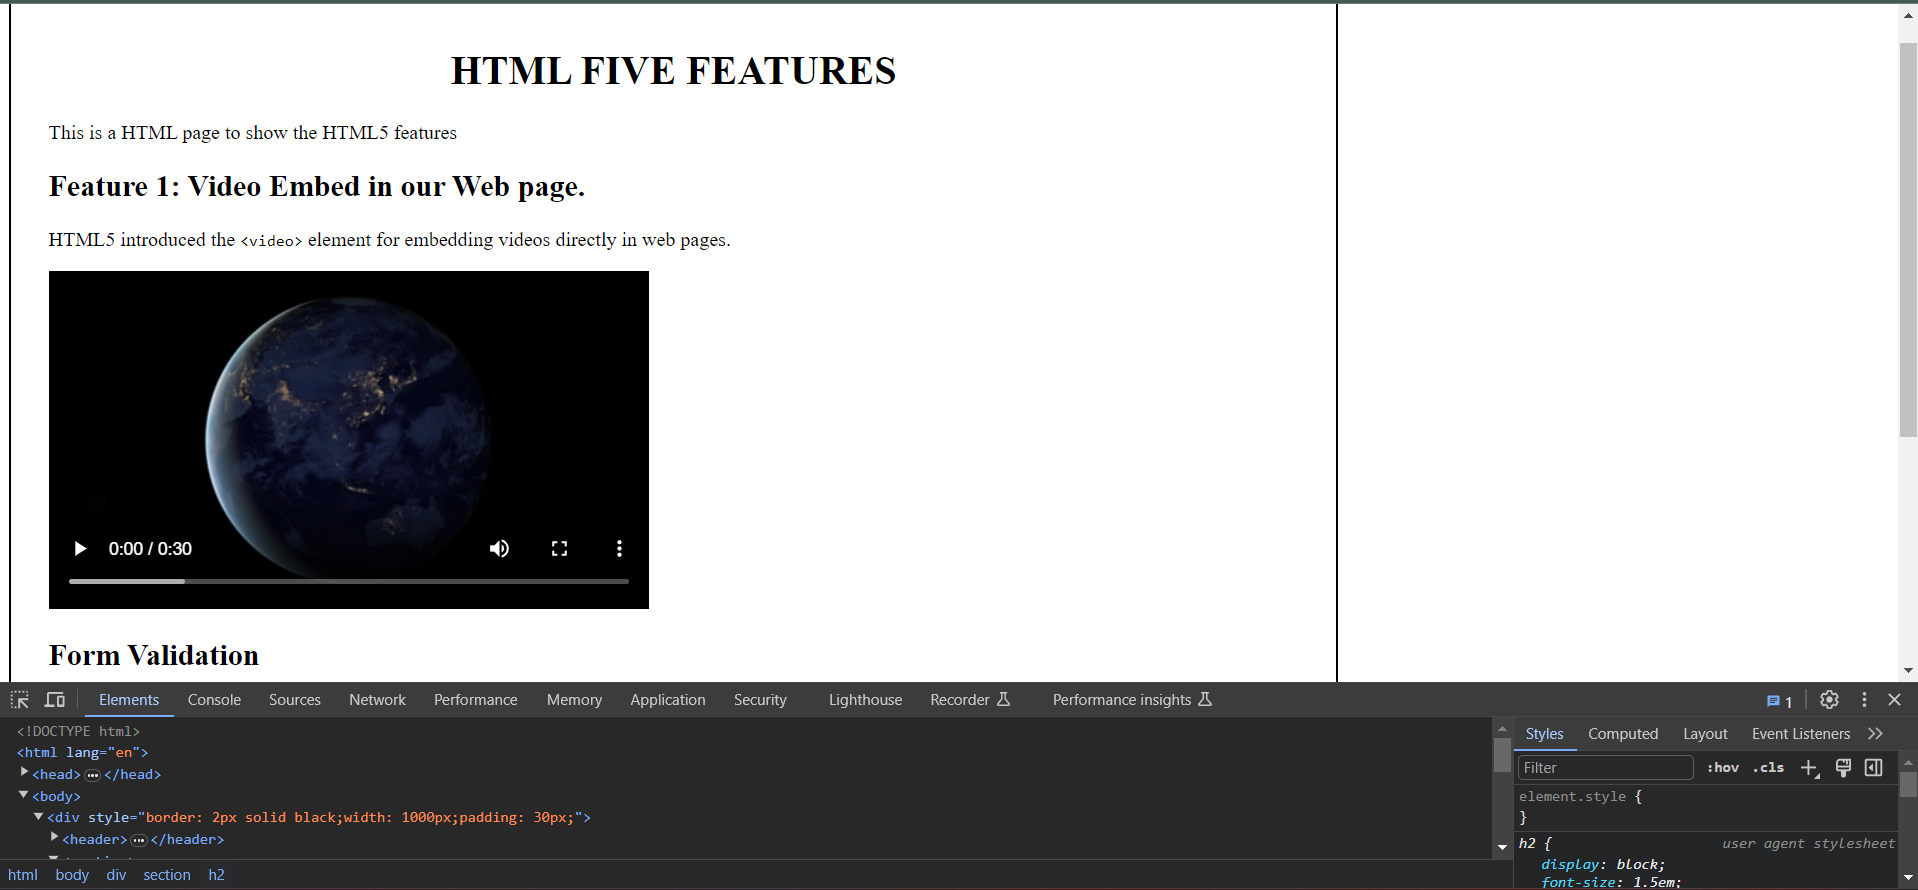 HTML FIVE FEATURES
This is a HTML page to show the HTML5 features
Feature 1: Video Embed in our Web page.
HTML5 introduced the <video> element for embedding videos directly in web pages.
0:00 / 0:30
Form Validation
Elements Console Sources Network Performance Memory Application Security Lighthouse Recorder Performance insights 1
<!DOCTYPE html>
<html lang="en">
<head> ••• </head>
<body>
<div style="border: 2px solid black;width: 1000px;padding: 30px;">
<header> ••• </header>
html body div section h2
Styles Computed Layout Event Listeners
Filter :hov .cls
element.style {
}
h2 { user agent stylesheet
display: block;
font-size: 1.5em;